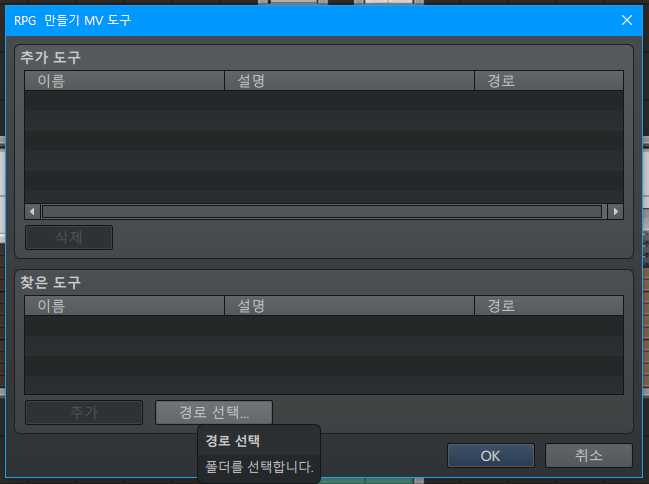 RPG 만들기 MV 도구
추가 도구
이름 설명 경로
삭제
찾은 도구
이름 설명 경로
추가 경로 선택...
경로 선택
폴더를 선택합니다.
OK 취소